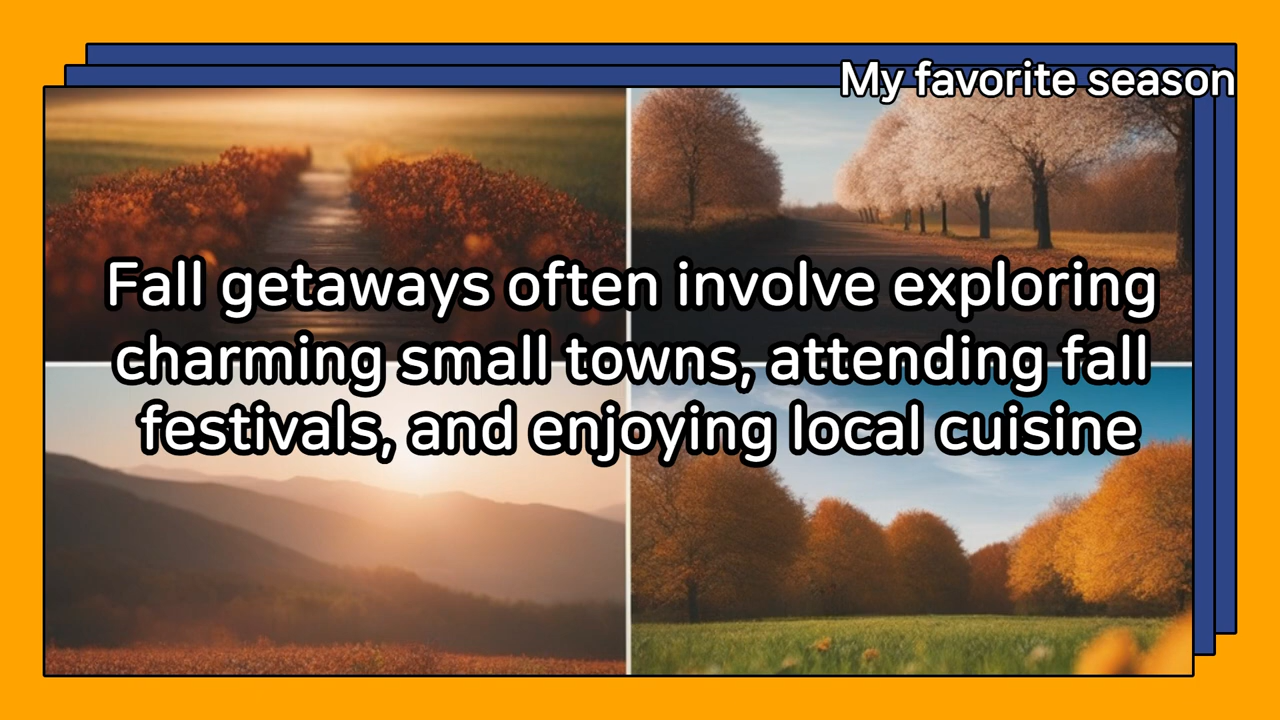 My favorite season
Fall getaways often involve exploring
charming small towns, attending fall
festivals, and enjoying local cuisine